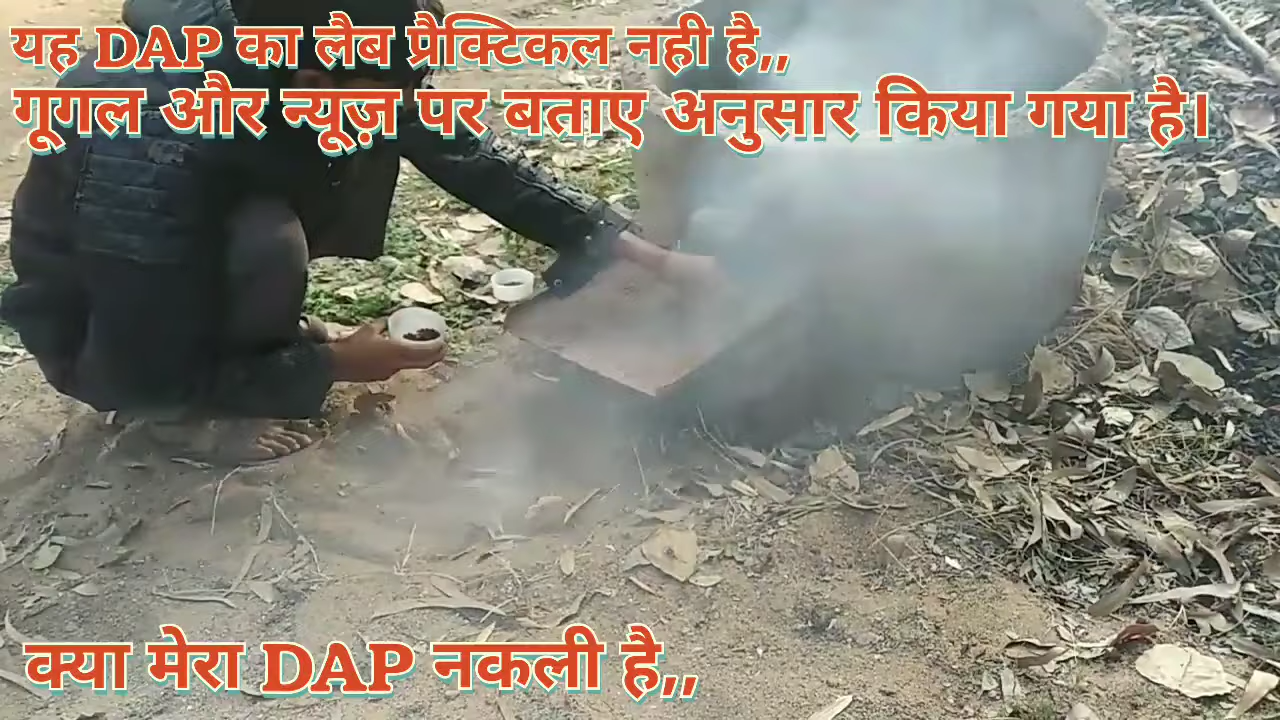 यह DAP का लैब प्रैक्टिकल नही है,,
गूगल और न्यूज़ पर बताए अनुसार किया गया है।
क्या मेरा DAP नकली है,,